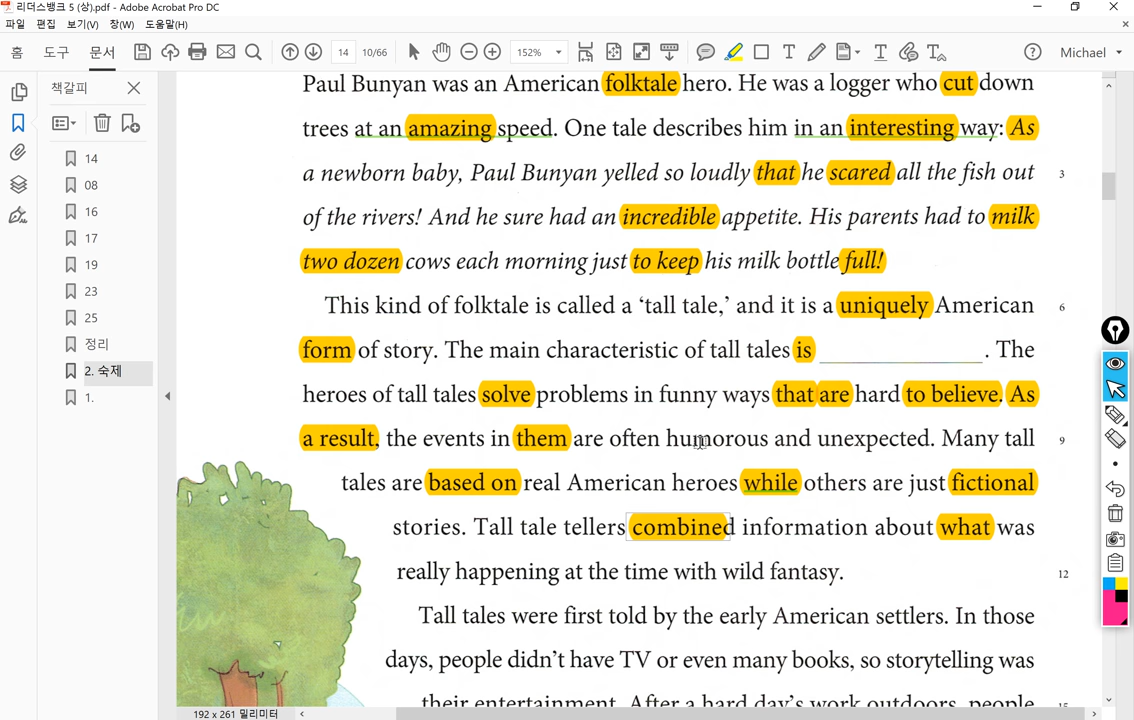 리더스뱅크 5 (상).pdf - Adobe Acrobat Pro DC
파일 편집 보기(V) 창(W) 도움말(H)
홈 도구 문서 14 10/66 152% Michael
책갈피
14
08
16
17
19
23
25
정리
2. 숙제
1.
Paul Bunyan was an American folktale hero. He was a logger who cut down
trees at an amazing speed. One tale describes him in an interesting way: As
a newborn baby, Paul Bunyan yelled so loudly that he scared all the fish out 3
of the rivers! And he sure had an incredible appetite. His parents had to milk
two dozen cows each morning just to keep his milk bottle full!
This kind of folktale is called a ‘tall tale,’ and it is a uniquely American 6
form of story. The main characteristic of tall tales is ____________. The
heroes of tall tales solve problems in funny ways that are hard to believe. As
a result, the events in them are often humorous and unexpected. Many tall 9
tales are based on real American heroes while others are just fictional
stories. Tall tale tellers combined information about what was
really happening at the time with wild fantasy. 12
Tall tales were first told by the early American settlers. In those
days, people didn’t have TV or even many books, so storytelling was
their entertainment. After a hard day’s work outdoors, people 15
192 x 261 밀리미터